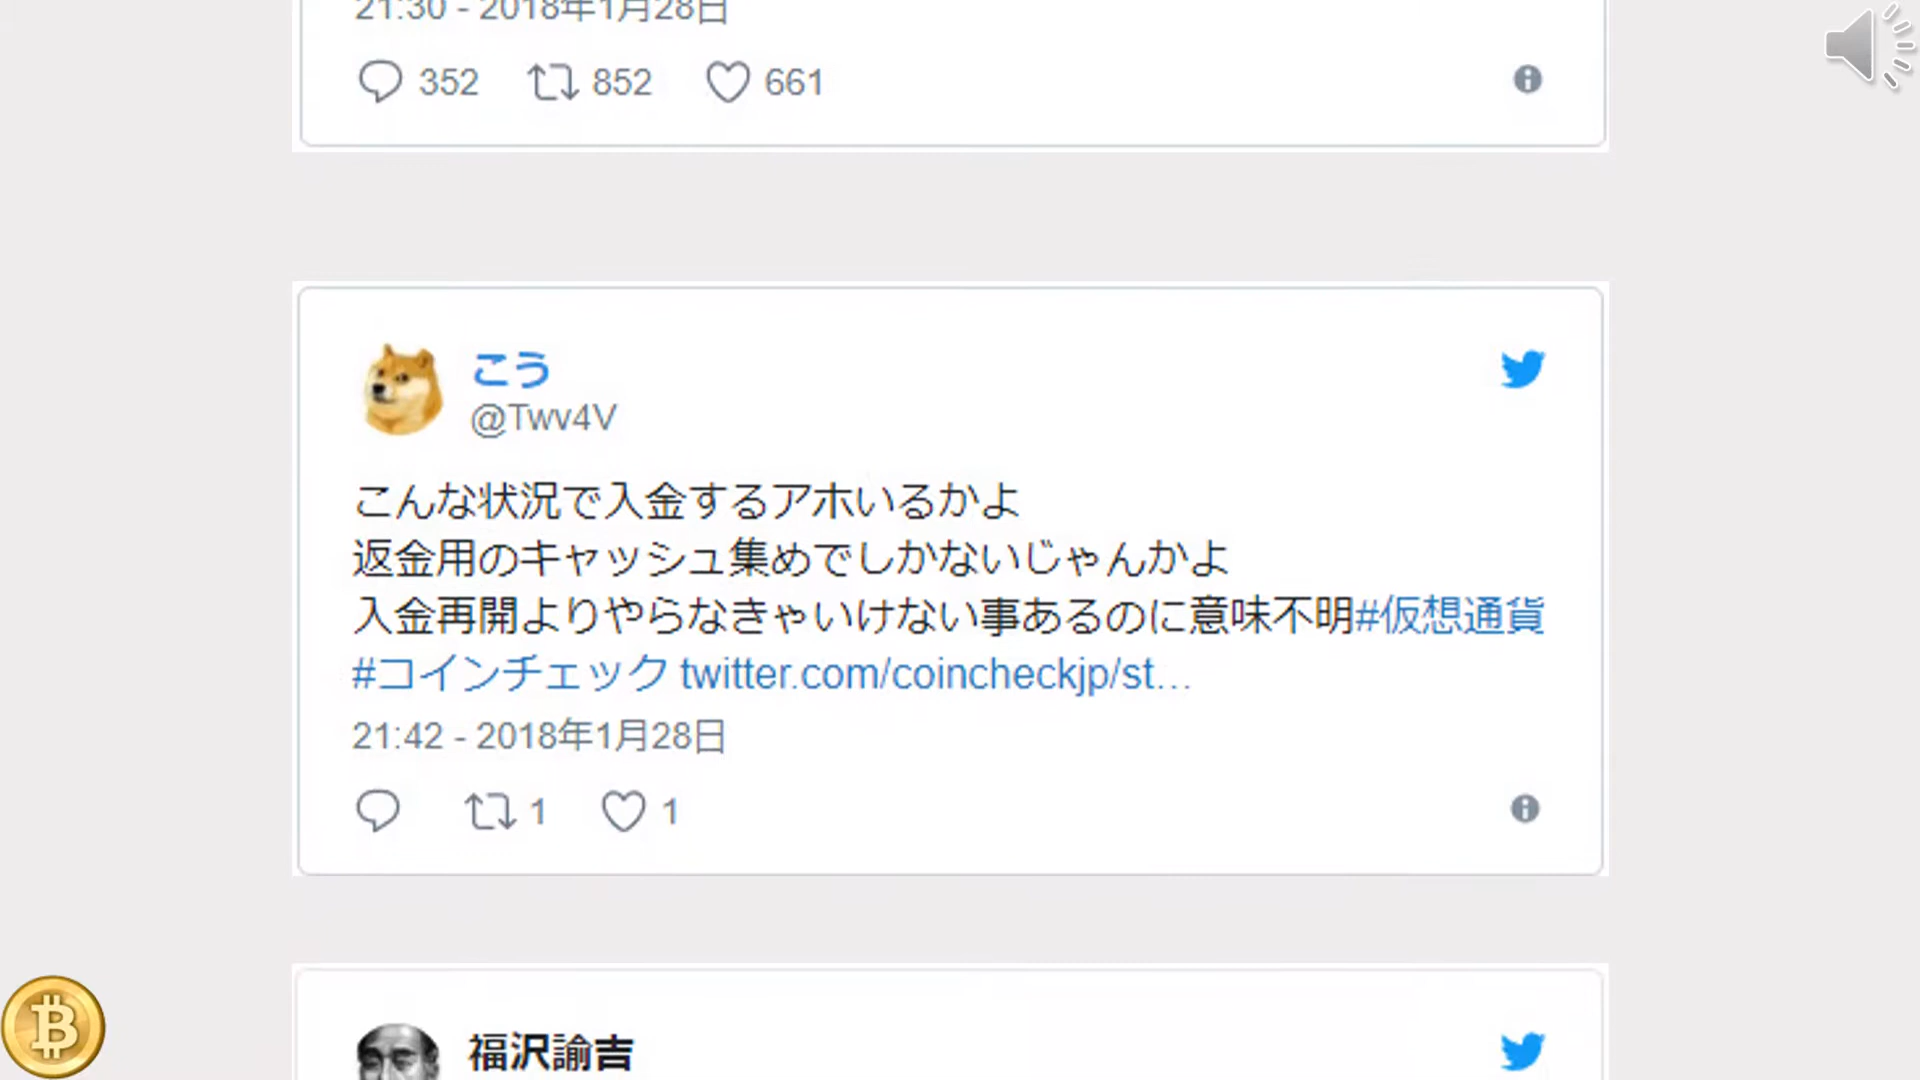 21:30 - 2018年1月28日
352 852 661
こう
@Twv4V
こんな状況で入金するアホいるかよ
返金用のキャッシュ集めでしかないじゃんかよ
入金再開よりやらなきゃいけない事あるのに意味不明#仮想通貨
#コインチェック twitter.com/coincheckjp/st…
21:42 - 2018年1月28日
1 1
福沢諭吉